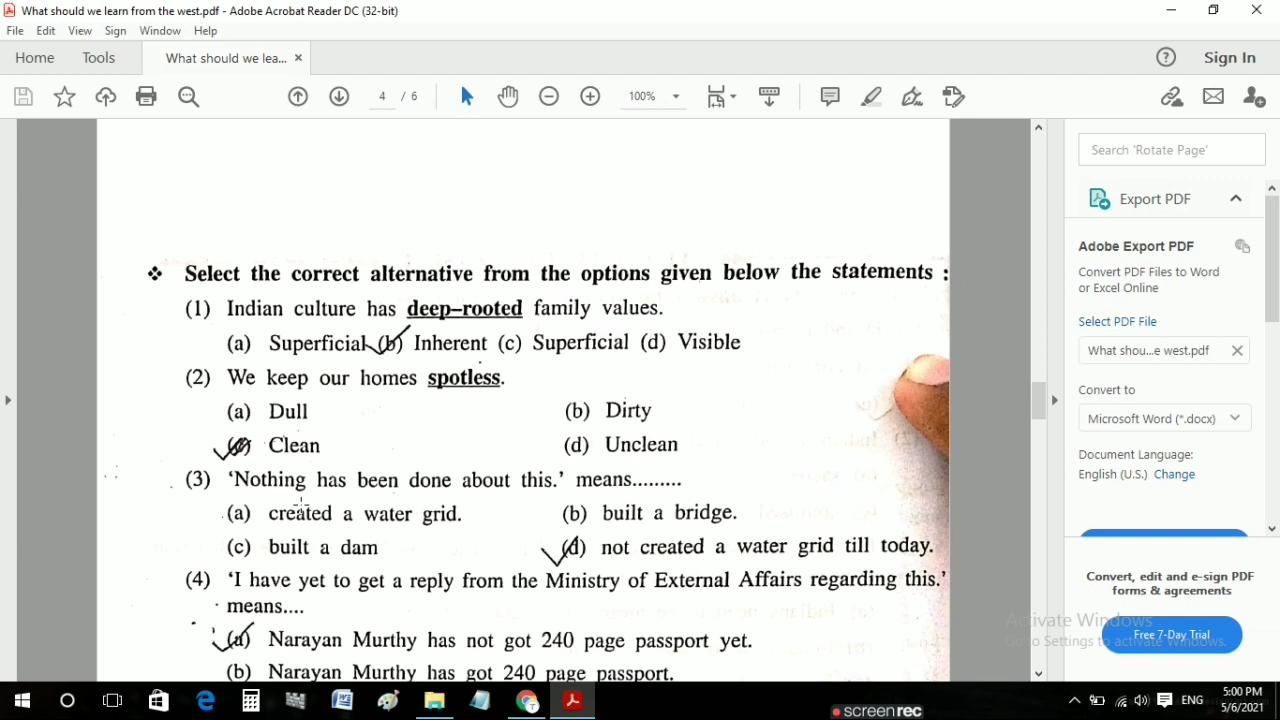 What should we learn from the west.pdf - Adobe Acrobat Reader DC (32-bit)
File Edit View Sign Window Help
Home Tools What should we lea... × Sign In
4 / 6 100%
Search 'Rotate Page'
Export PDF
Adobe Export PDF
Convert PDF Files to Word
or Excel Online
Select PDF File
What shou...e west.pdf
Convert to
Microsoft Word (*.docx)
Document Language:
English (U.S.) Change
Convert, edit and e-sign PDF
forms & agreements
Free 7-Day Trial
Activate Windows
Go to Settings to activate Windows.
❖ Select the correct alternative from the options given below the statements :
(1) Indian culture has deep–rooted family values.
(a) Superficial (b) Inherent (c) Superficial (d) Visible
(2) We keep our homes spotless.
(a) Dull (b) Dirty
(c) Clean (d) Unclean
(3) ‘Nothing has been done about this.’ means.........
(a) created a water grid. (b) built a bridge.
(c) built a dam (d) not created a water grid till today.
(4) ‘I have yet to get a reply from the Ministry of External Affairs regarding this.’
means....
(a) Narayan Murthy has not got 240 page passport yet.
(b) Narayan Murthy has got 240 page passport.
screenrec
ENG
5:00 PM
5/6/2021